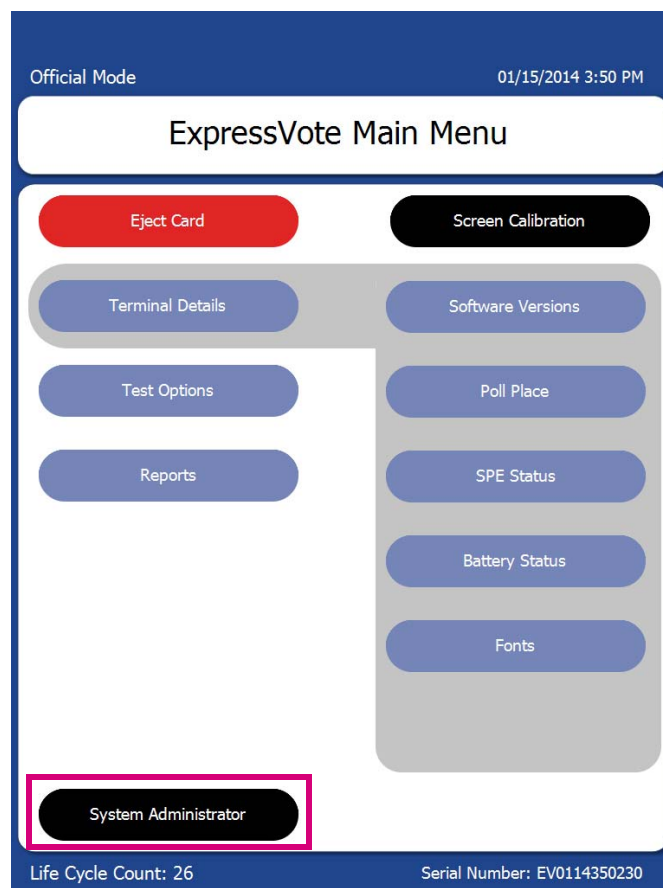 Official Mode 01/15/2014 3:50 PM
ExpressVote Main Menu
Eject Card Screen Calibration
Terminal Details Software Versions
Test Options Poll Place
Reports SPE Status
Battery Status
Fonts
System Administrator
Life Cycle Count: 26 Serial Number: EV0114350230